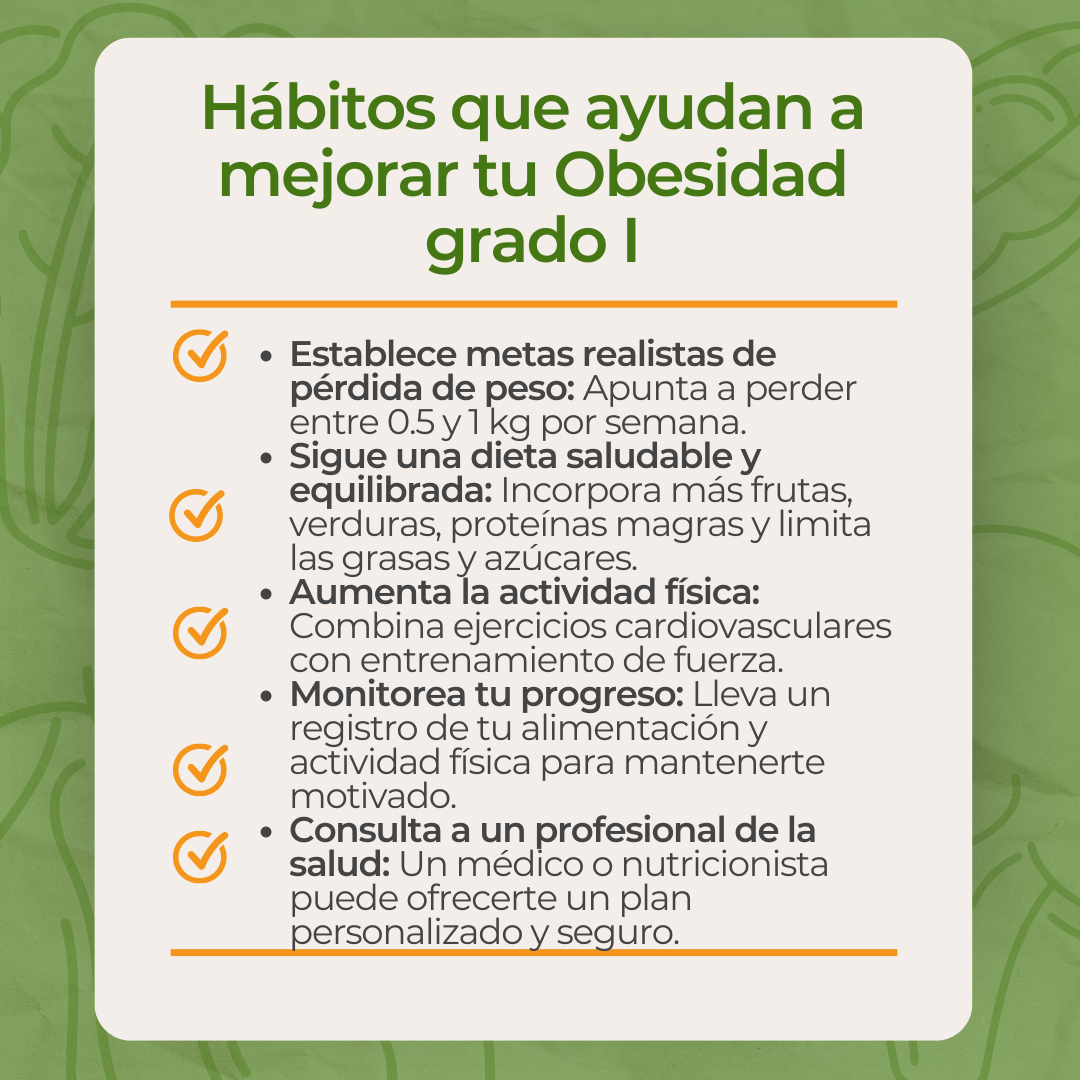 Hábitos que ayudan a
mejorar tu Obesidad
grado I
• Establece metas realistas de
pérdida de peso: Apunta a perder
entre 0.5 y 1 kg por semana.
• Sigue una dieta saludable y
equilibrada: Incorpora más frutas,
verduras, proteínas magras y limita
las grasas y azúcares.
• Aumenta la actividad física:
Combina ejercicios cardiovasculares
con entrenamiento de fuerza.
• Monitorea tu progreso: Lleva un
registro de tu alimentación y
actividad física para mantenerte
motivado.
• Consulta a un profesional de la
salud: Un médico o nutricionista
puede ofrecerte un plan
personalizado y seguro.